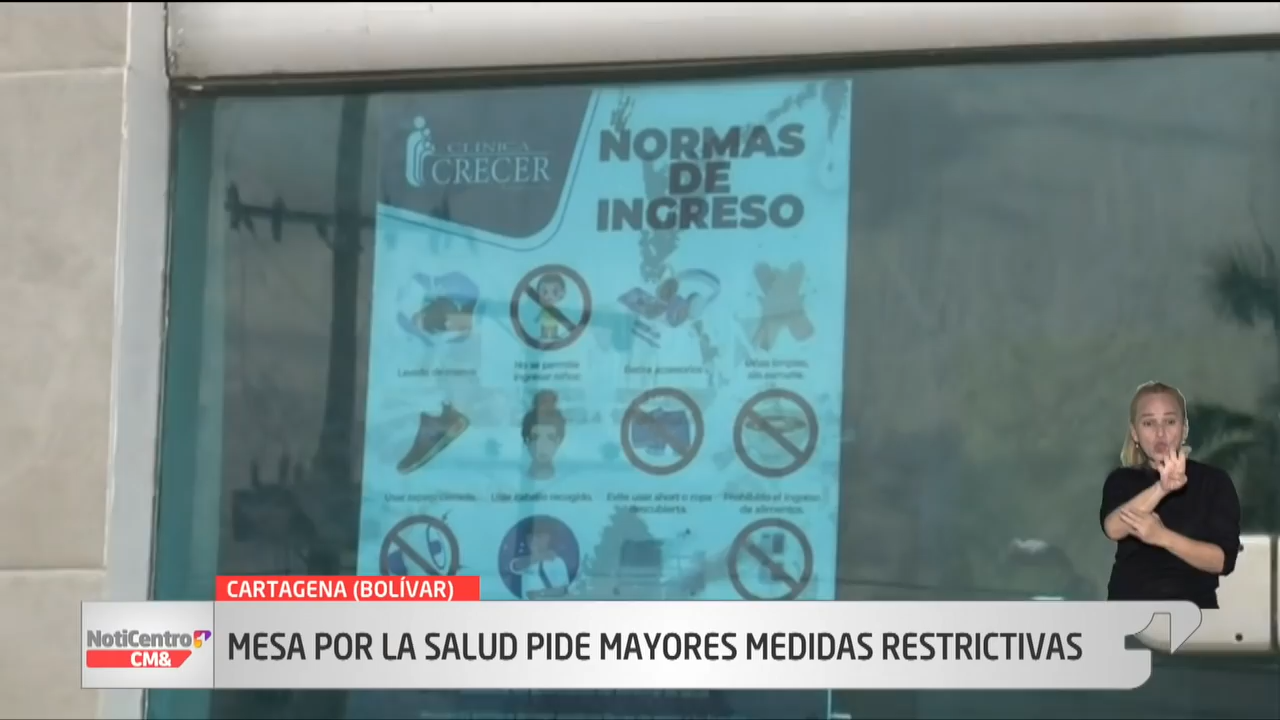 CLINICA
CRECER
NORMAS
DE
INGRESO
Lavado de manos
No se permite
ingresar niños.
Uñas limpias,
sin esmalte.
Usar zapato cerrado.
Usar cabello recogido.
Evite usar short o ropa
descubierta.
Prohibido el ingreso
de alimentos.
CARTAGENA (BOLÍVAR)
NotiCentro 1
CM&
MESA POR LA SALUD PIDE MAYORES MEDIDAS RESTRICTIVAS
1